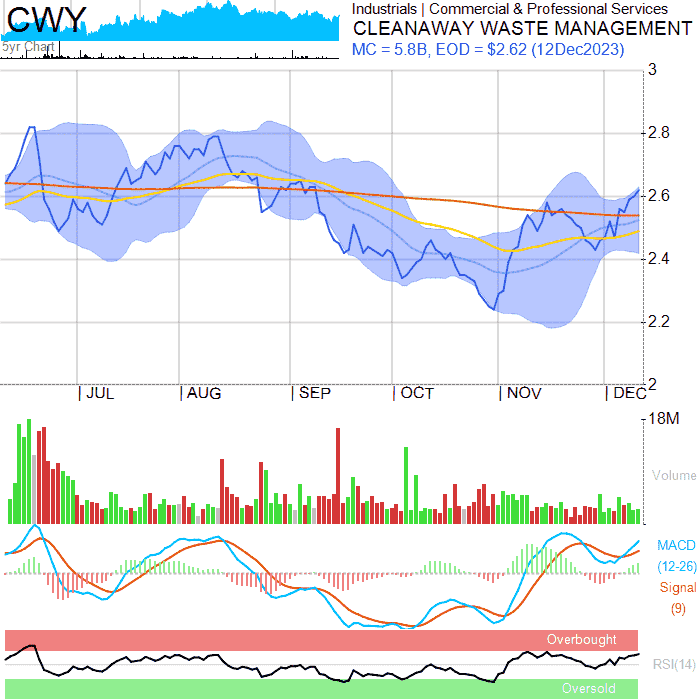 CWY
5yr Chart
Industrials | Commercial & Professional Services
CLEANAWAY WASTE MANAGEMENT
MC = 5.8B, EOD = $2.62 (12Dec2023)
3
2.8
2.6
2.4
2.2
2
| JUL | AUG | SEP | OCT | NOV | DEC
18M
Volume
MACD
(12-26)
Signal
(9)
Overbought
RSI(14)
Oversold